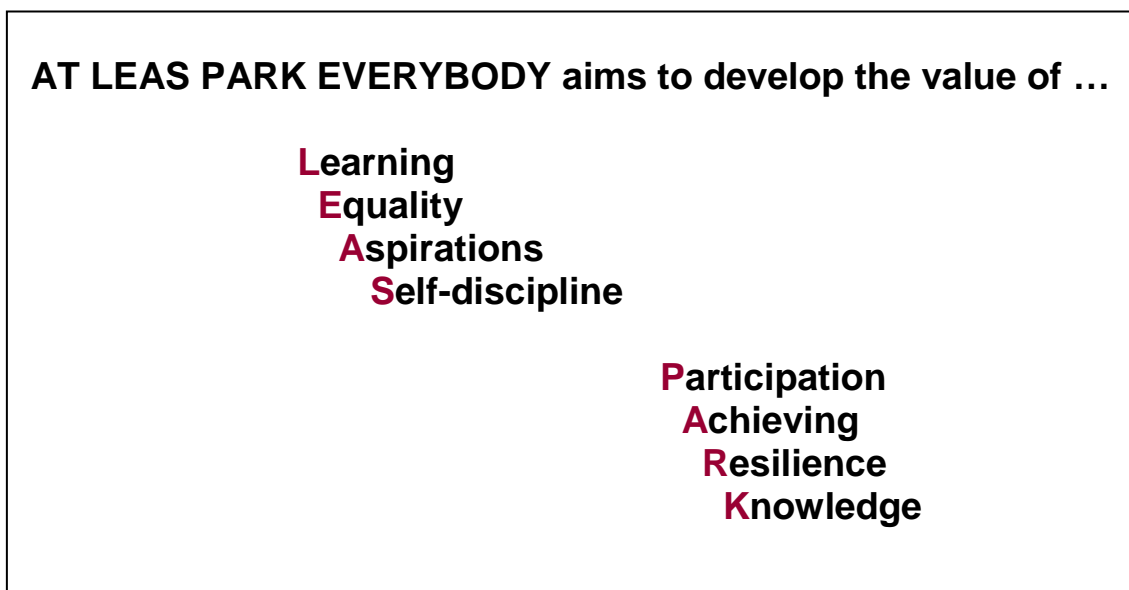 AT LEAS PARK EVERYBODY aims to develop the value of …
Learning
Equality
Aspirations
Self-discipline
Participation
Achieving
Resilience
Knowledge